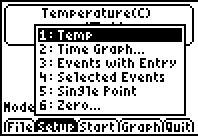 Temperature(C)
1: Temp
2: Time Graph...
3: Events with Entry
4: Selected Events
5: Single Point
6: Zero...
Mode
File Setup Start Graph Quit